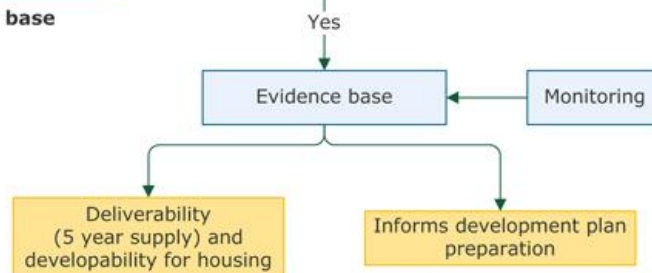 base
Yes
Evidence base
Monitoring
Deliverability
(5 year supply) and
developability for housing
Informs development plan
preparation